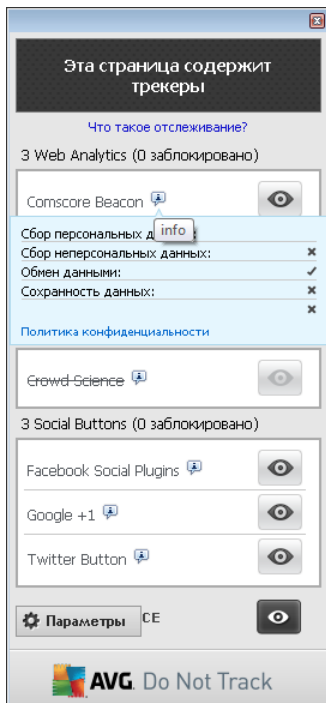 Эта страница содержит
трекеры
Что такое отслеживание?
3 Web Analytics (0 заблокировано)
Comscore Beacon
info
Сбор персональных
Сбор неперсональных данных:
Обмен данными:
Сохранность данных:
Политика конфиденциальности
Crowd Science
3 Social Buttons (0 заблокировано)
Facebook Social Plugins
Google +1
Twitter Button
Параметры
СЕ
AVG. Do Not Track